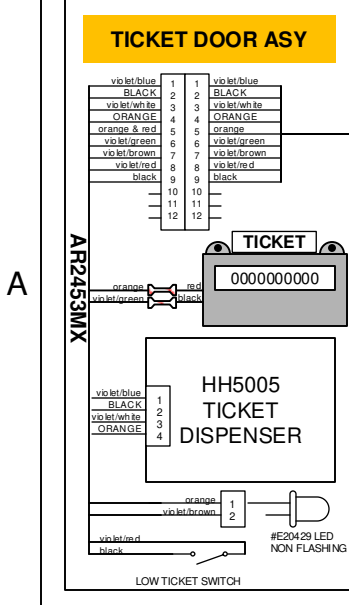 TICKET DOOR ASY
violet/blue 1 1 violet/blue
BLACK 2 2 BLACK
violet/white 3 3 violet/white
ORANGE 4 4 ORANGE
orange & red 5 5 orange
violet/green 6 6 violet/green
violet/brown 7 7 violet/brown
violet/red 8 8 violet/red
black 9 9 black
10 10
11 11
12 12
A
AR2453MX
TICKET
0000000000
orange red
violet/green black
HH5005
TICKET
DISPENSER
violet/blue 1
BLACK 2
violet/white 3
ORANGE 4
orange 1
violet/brown 2
#E20429 LED
NON FLASHING
violet/red
black
LOW TICKET SWITCH